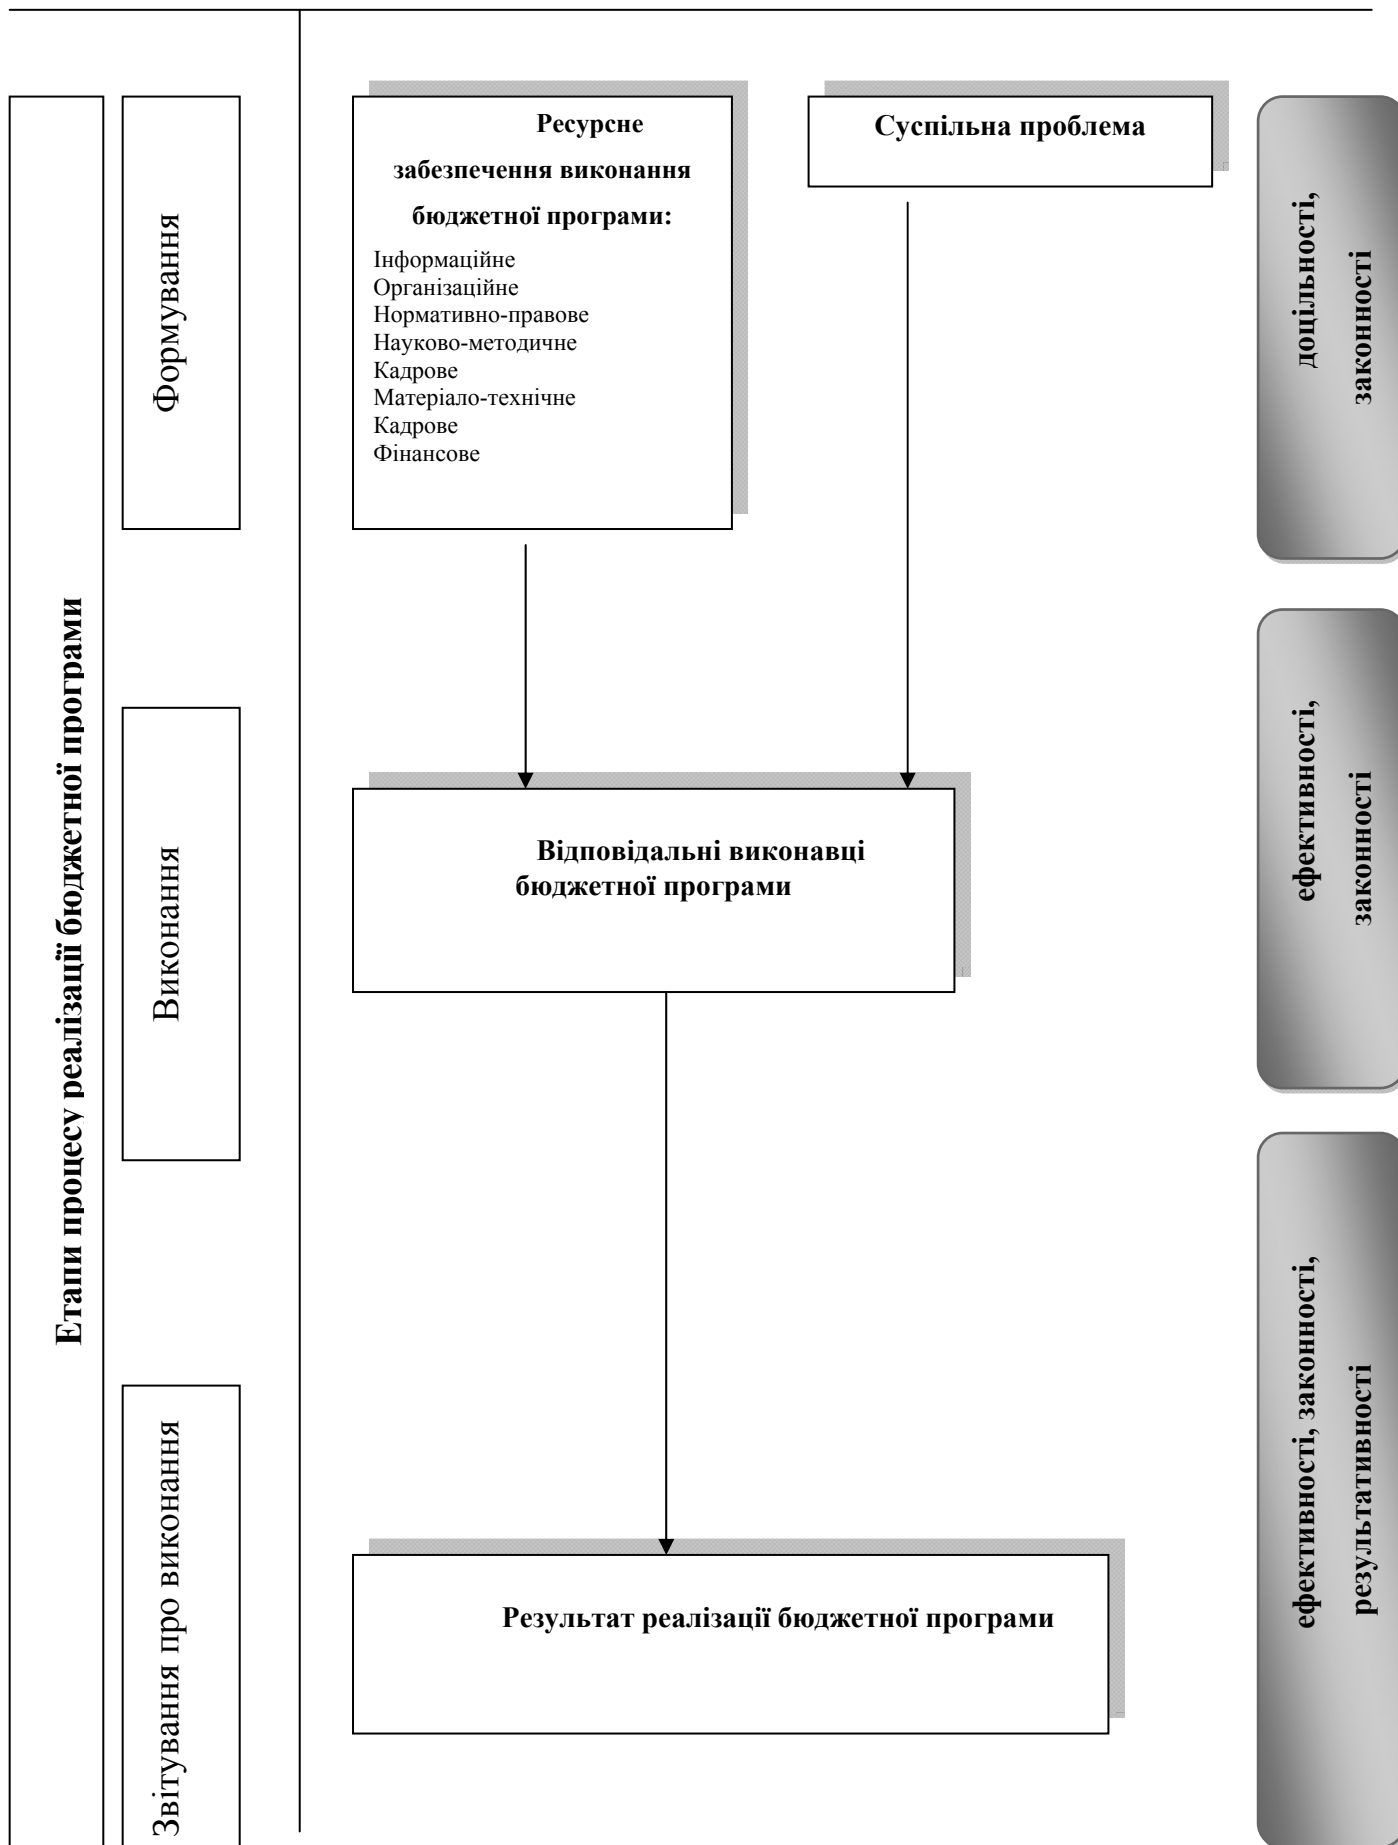 Етапи процесу реалізації бюджетної програми
Формування
Ресурсне
забезпечення виконання
бюджетної програми:
Інформаційне
Організаційне
Нормативно-правове
Науково-методичне
Кадрове
Матеріало-технічне
Кадрове
Фінансове
Суспільна проблема
доцільності,
законності
Виконання
Відповідальні виконавці
бюджетної програми
ефективності,
законності
Звітування про виконання
Результат реалізації бюджетної програми
ефективності, законності,
результативності